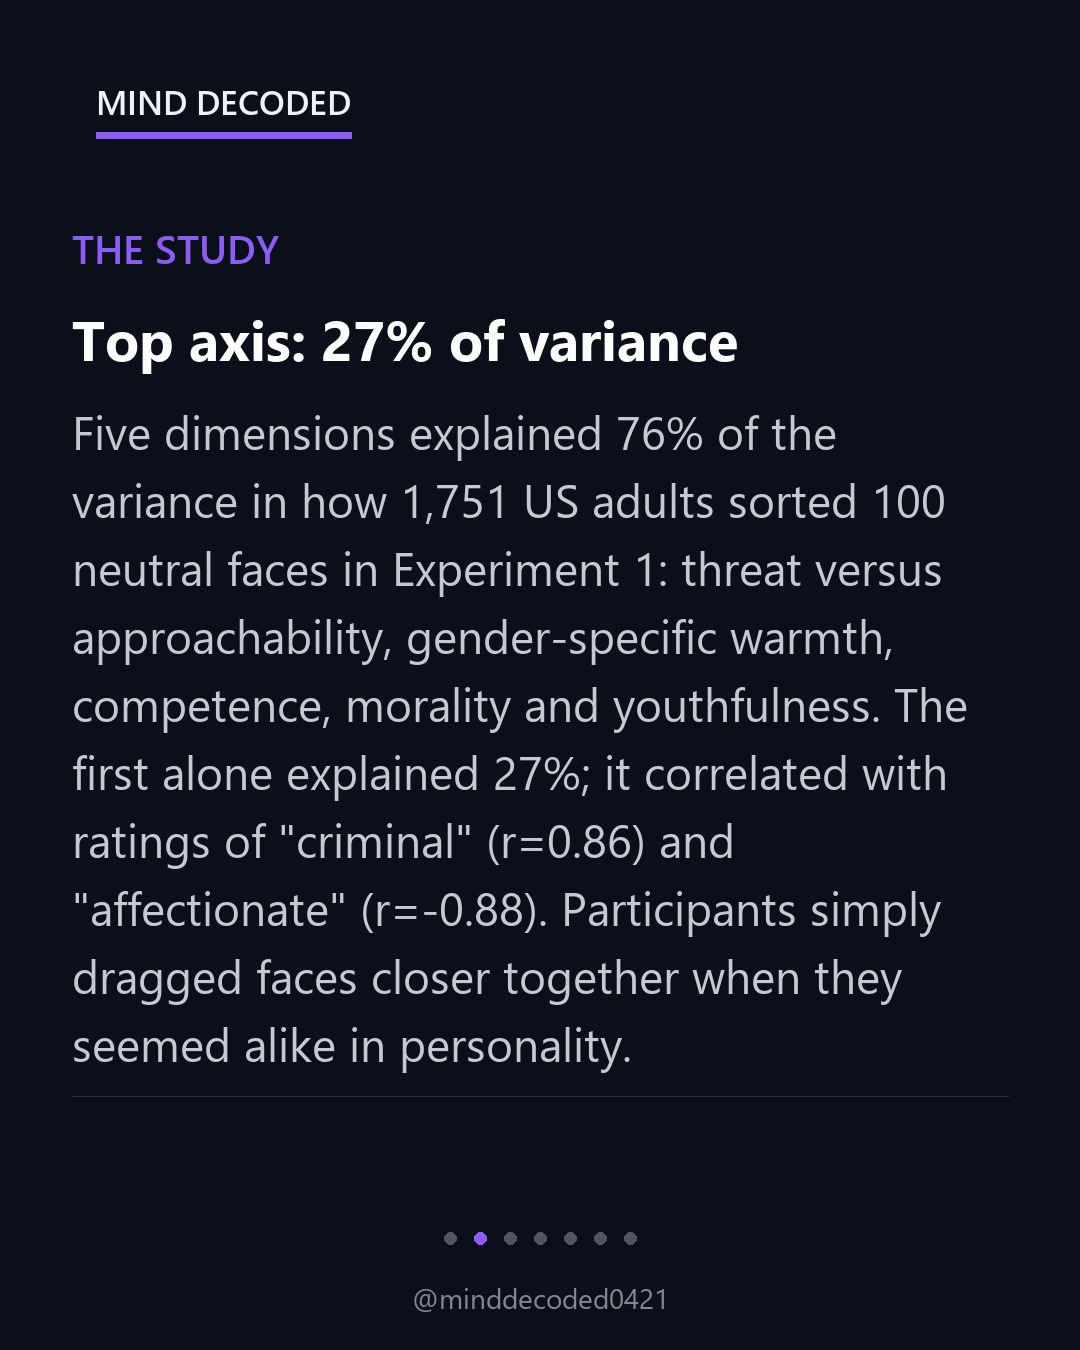 MIND DECODED
THE STUDY
Top axis: 27% of variance
Five dimensions explained 76% of the
variance in how 1,751 US adults sorted 100
neutral faces in Experiment 1: threat versus
approachability, gender-specific warmth,
competence, morality and youthfulness. The
first alone explained 27%; it correlated with
ratings of "criminal" (r=0.86) and
"affectionate" (r=-0.88). Participants simply
dragged faces closer together when they
seemed alike in personality.
@minddecoded0421